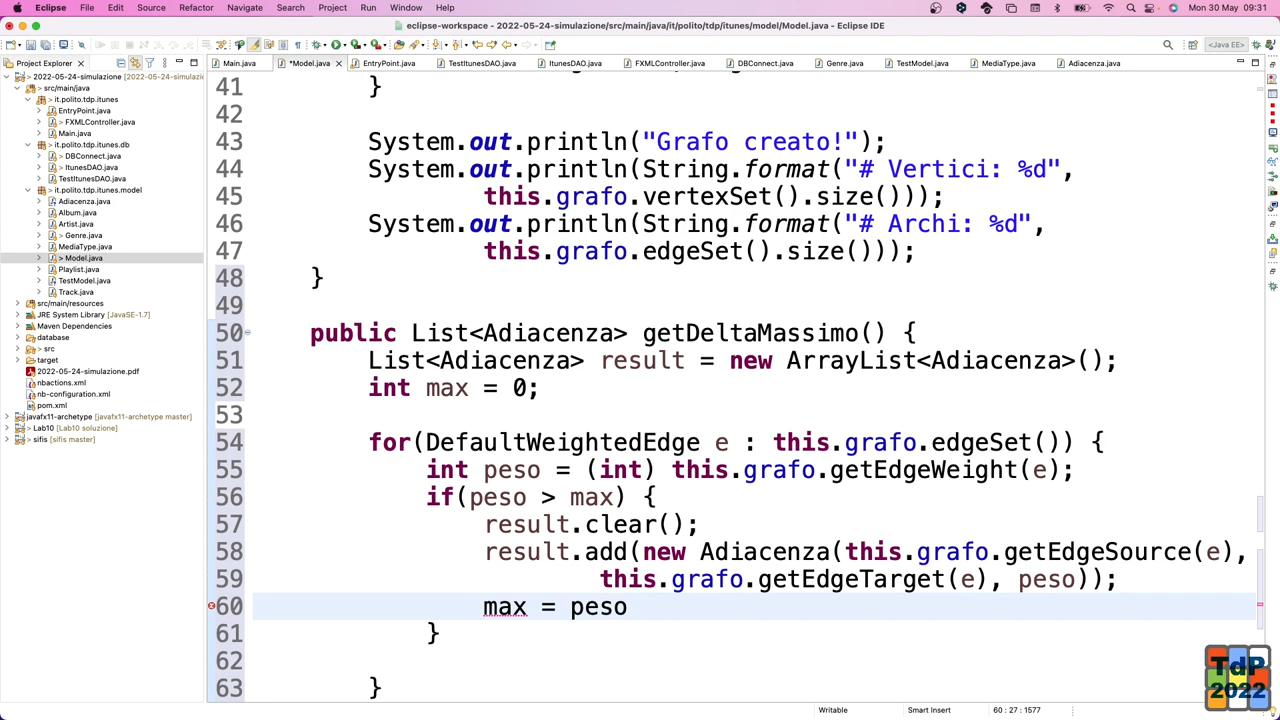 Eclipse File Edit Source Refactor Navigate Search Project Run Window Help Mon 30 May 09:31
eclipse-workspace - 2022-05-24-simulazione/src/main/java/it/polito/tdp/itunes/model/Model.java - Eclipse IDE
<Java EE>
Project Explorer
Main.java *Model.java EntryPoint.java TestItunesDAO.java ItunesDAO.java FXMLController.java DBConnect.java Genre.java TestModel.java MediaType.java Adiacenza.java
2022-05-24-simulazione [2022-05-24-simulazi
src/main/java
it.polito.tdp.itunes
EntryPoint.java
FXMLController.java
Main.java
it.polito.tdp.itunes.db
DBConnect.java
ItunesDAO.java
TestItunesDAO.java
it.polito.tdp.itunes.model
Adiacenza.java
Album.java
Artist.java
> Genre.java
MediaType.java
> Model.java
Playlist.java
TestModel.java
Track.java
src/main/resources
JRE System Library [JavaSE-1.7]
Maven Dependencies
database
> src
target
2022-05-24-simulazione.pdf
nbactions.xml
nb-configuration.xml
pom.xml
javafx11-archetype [javafx11-archetype master]
> Lab10 [Lab10 soluzione]
> sifis [sifis master]
41 }
42
43 System.out.println("Grafo creato!");
44 System.out.println(String.format("# Vertici: %d",
45 this.grafo.vertexSet().size()));
46 System.out.println(String.format("# Archi: %d",
47 this.grafo.edgeSet().size()));
48 }
49
50 public List<Adiacenza> getDeltaMassimo() {
51 List<Adiacenza> result = new ArrayList<Adiacenza>();
52 int max = 0;
53
54 for(DefaultWeightedEdge e : this.grafo.edgeSet()) {
55 int peso = (int) this.grafo.getEdgeWeight(e);
56 if(peso > max) {
57 result.clear();
58 result.add(new Adiacenza(this.grafo.getEdgeSource(e),
59 this.grafo.getEdgeTarget(e), peso));
60 max = peso
61 }
62
63 }
TdP
2022
Writable Smart Insert 60 : 27 : 1577